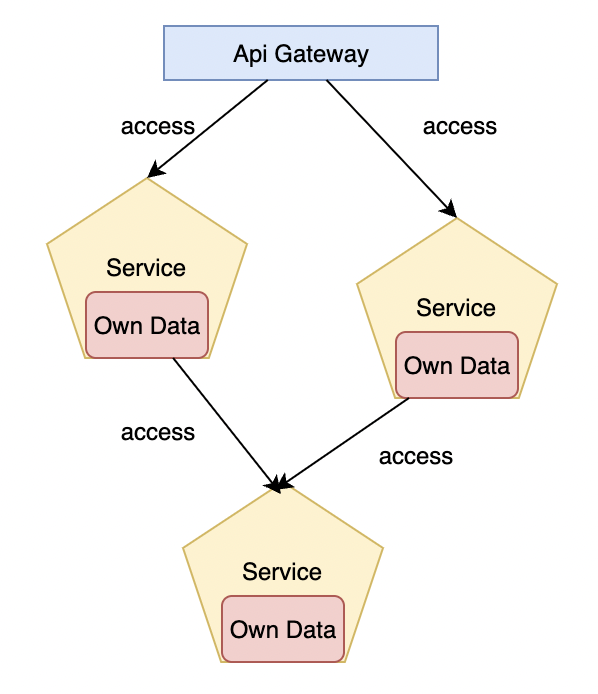 Api Gateway
access
access
Service
Own Data
Service
Own Data
access
access
Service
Own Data